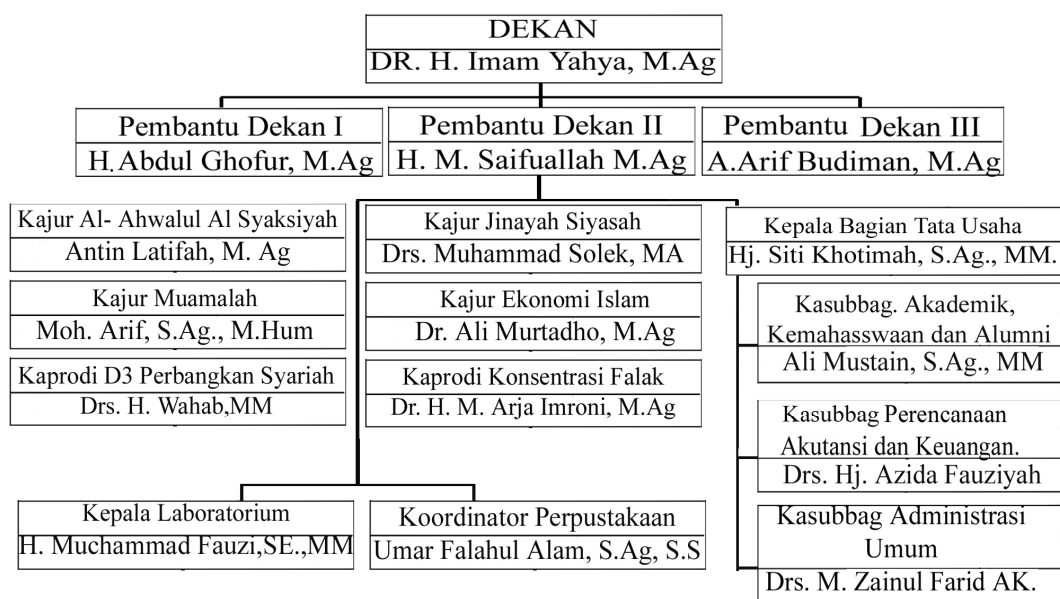 DEKAN
DR. H. Imam Yahya, M.Ag
Pembantu Dekan I
H. Abdul Ghofur, M.Ag
Pembantu Dekan II
H. M. Saifuallah M.Ag
Pembantu Dekan III
A.Arif Budiman, M.Ag
Kajur Al- Ahwalul Al Syaksiyah
Antin Latifah, M. Ag
Kajur Muamalah
Moh. Arif, S.Ag., M.Hum
Kaprodi D3 Perbangkan Syariah
Drs. H. Wahab,MM
Kajur Jinayah Siyasah
Drs. Muhammad Solek, MA
Kajur Ekonomi Islam
Dr. Ali Murtadho, M.Ag
Kaprodi Konsentrasi Falak
Dr. H. M. Arja Imroni, M.Ag
Kepala Bagian Tata Usaha
Hj. Siti Khotimah, S.Ag., MM.
Kasubbag. Akademik,
Kemahasswaan dan Alumni
Ali Mustain, S.Ag., MM
Kasubbag Perencanaan
Akutansi dan Keuangan.
Drs. Hj. Azida Fauziyah
Kasubbag Administrasi
Umum
Drs. M. Zainul Farid AK.
Kepala Laboratorium
H. Muchammad Fauzi,SE.,MM
Koordinator Perpustakaan
Umar Falahul Alam, S.Ag, S.S